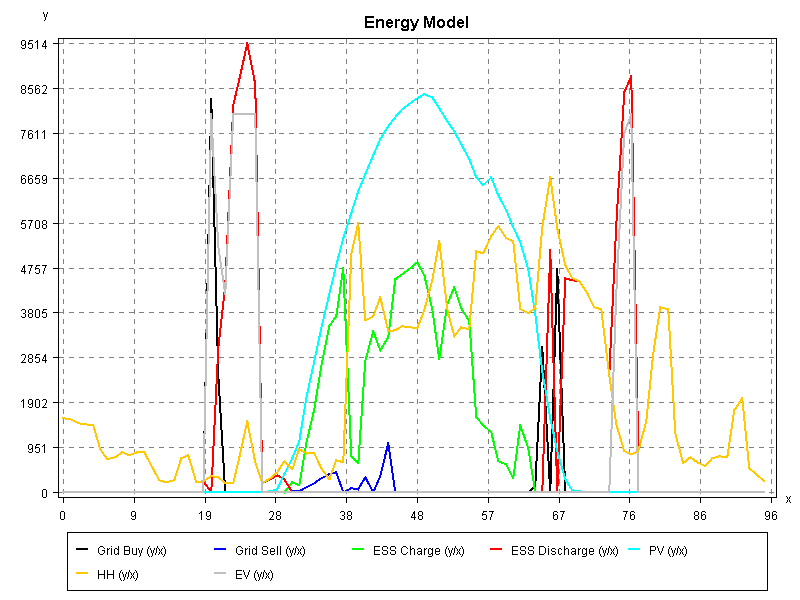 Energy Model
y
9514
8562
7611
6659
5708
4757
3805
2854
1902
951
0
0 9 19 28 38 48 57 67 76 86 96
x
Grid Buy (y/x) Grid Sell (y/x) ESS Charge (y/x) ESS Discharge (y/x) PV (y/x)
HH (y/x) EV (y/x)